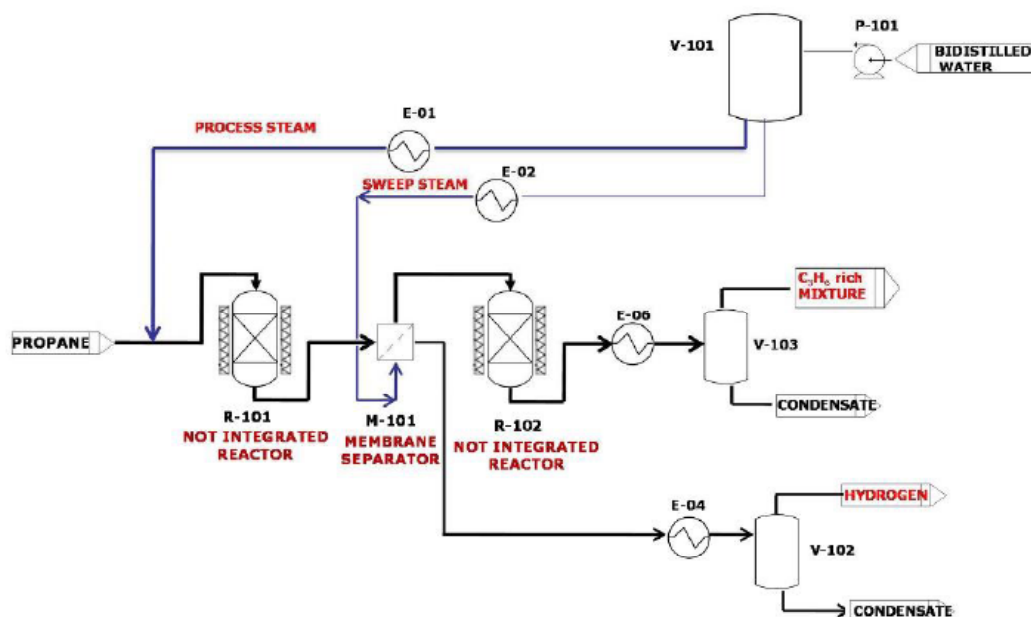 P-101
V-101
BIDISTILLED
WATER
E-01
PROCESS STEAM
E-02
SWEEP STEAM
C₃H₆ rich
MIXTURE
E-06
PROPANE
V-103
R-101
M-101
R-102
CONDENSATE
NOT INTEGRATED
REACTOR
MEMBRANE
SEPARATOR
NOT INTEGRATED
REACTOR
E-04
HYDROGEN
V-102
CONDENSATE